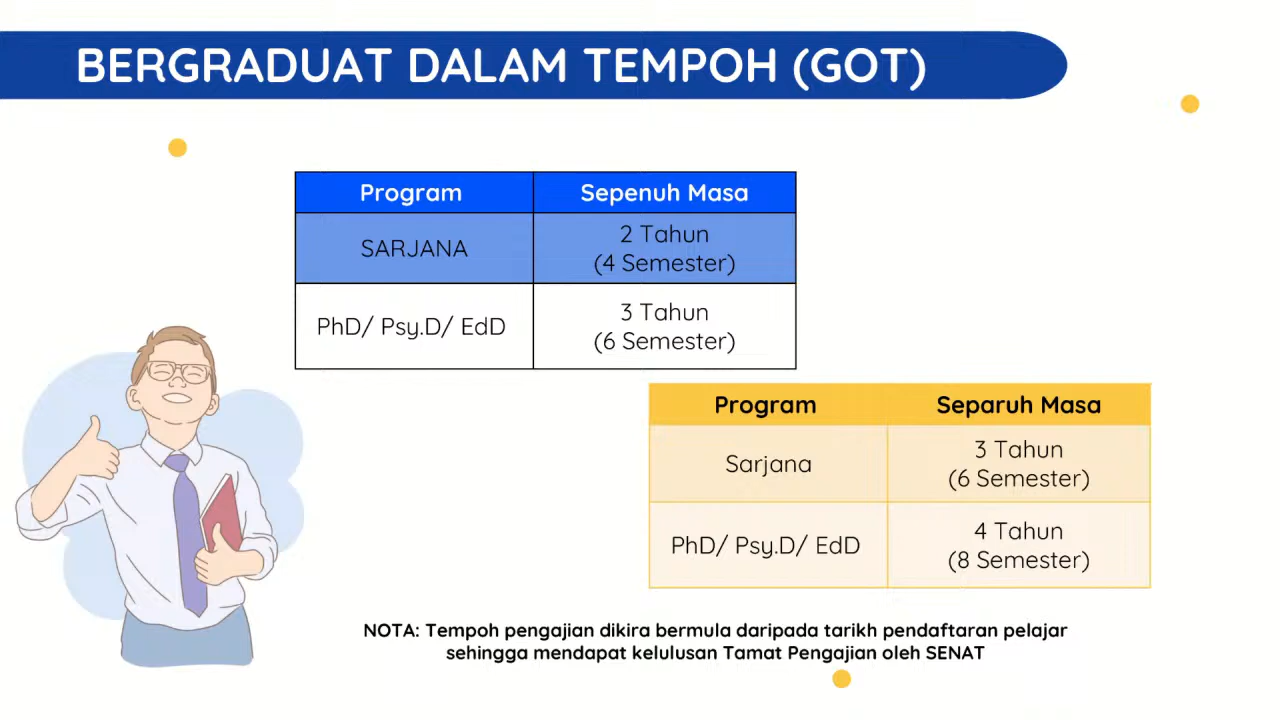 BERGRADUAT DALAM TEMPOH (GOT)
Program
Sepenuh Masa
SARJANA
2 Tahun
(4 Semester)
PhD/ Psy.D/ EdD
3 Tahun
(6 Semester)
Program
Separuh Masa
Sarjana
3 Tahun
(6 Semester)
PhD/ Psy.D/ EdD
4 Tahun
(8 Semester)
NOTA: Tempoh pengajian dikira bermula daripada tarikh pendaftaran pelajar
sehingga mendapat kelulusan Tamat Pengajian oleh SENAT